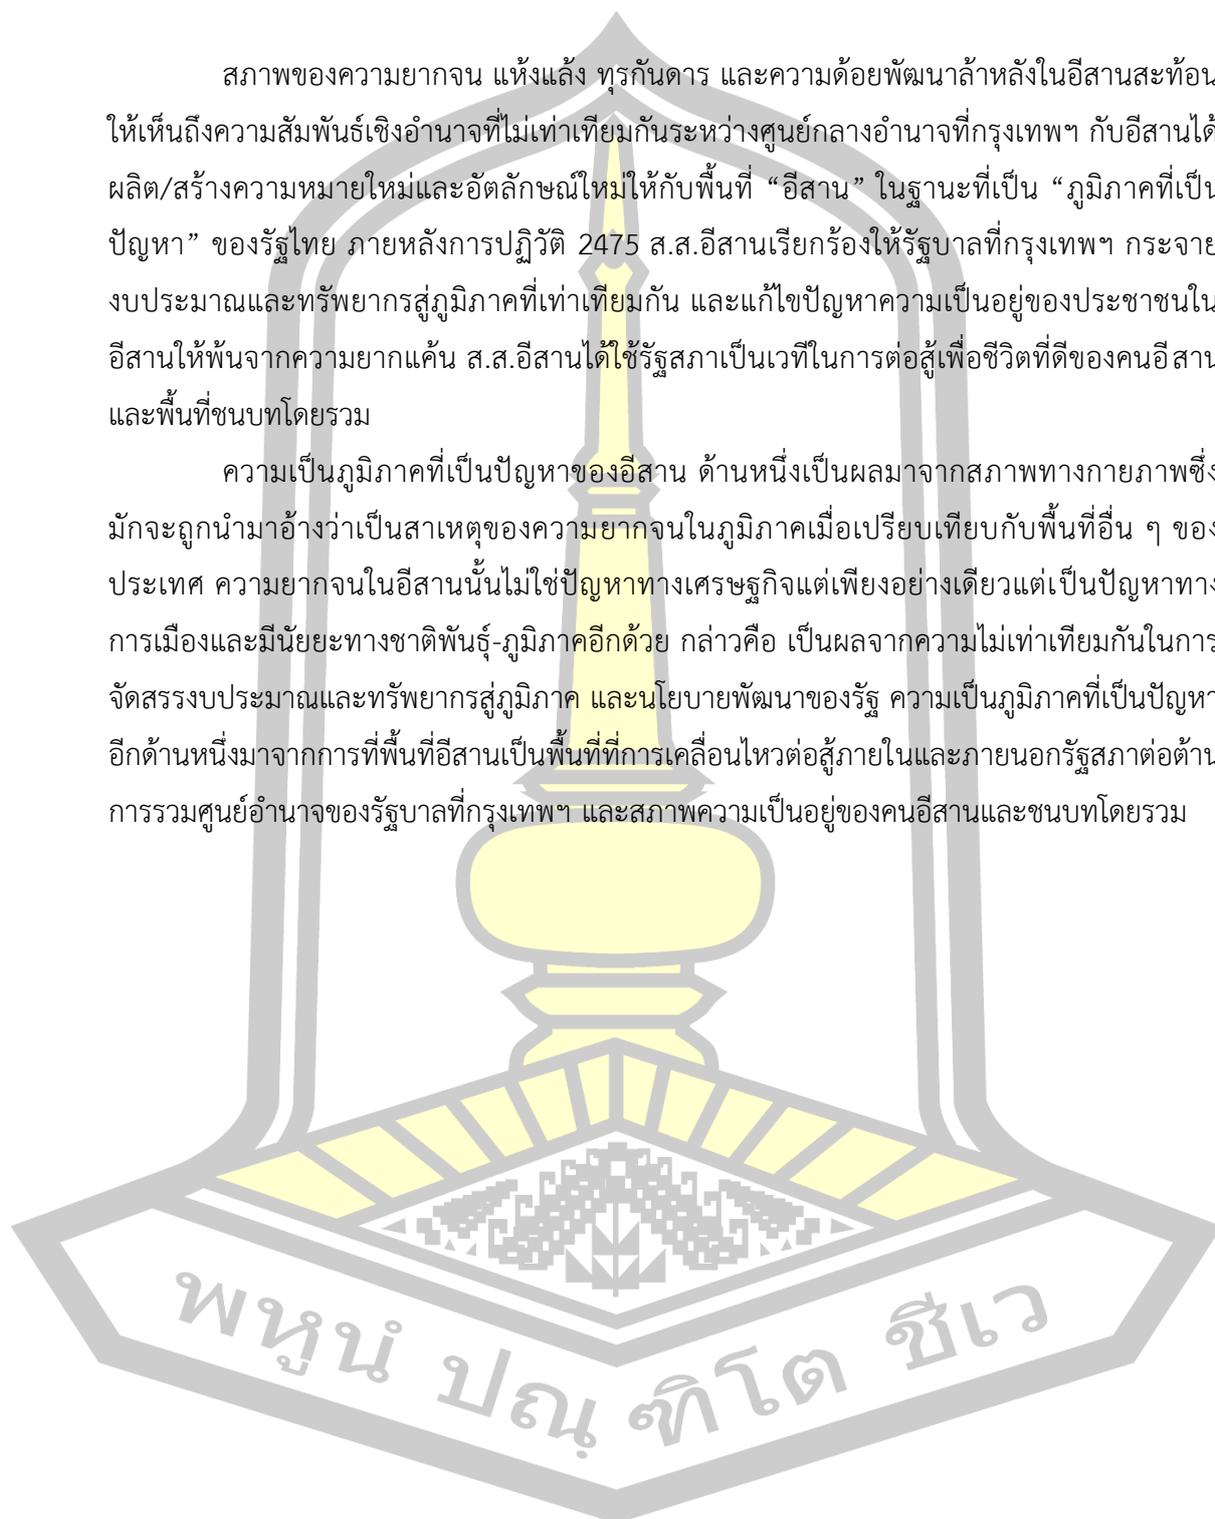 สภาพของความยากจน แห้งแล้ง ทุรกันดาร และความด้อยพัฒนาล้าหลังในอีสานสะท้อน
ให้เห็นถึงความสัมพันธ์เชิงอำนาจที่ไม่เท่าเทียมกันระหว่างศูนย์กลางอำนาจที่กรุงเทพฯ กับอีสานได้
ผลิต/สร้างความหมายใหม่และอัตลักษณ์ใหม่ให้กับพื้นที่ “อีสาน” ในฐานะที่เป็น “ภูมิภาคที่เป็น
ปัญหา” ของรัฐไทย ภายหลังการปฏิวัติ 2475 ส.ส.อีสานเรียกร้องให้รัฐบาลที่กรุงเทพฯ กระจาย
งบประมาณและทรัพยากรสู่ภูมิภาคที่เท่าเทียมกัน และแก้ไขปัญหาความเป็นอยู่ของประชาชนใน
อีสานให้พ้นจากความยากแค้น ส.ส.อีสานได้ใช้รัฐสภาเป็นเวทีในการต่อสู้เพื่อชีวิตที่ดีของคนอีสาน
และพื้นที่ชนบทโดยรวม
ความเป็นภูมิภาคที่เป็นปัญหาของอีสาน ด้านหนึ่งเป็นผลมาจากสภาพทางกายภาพซึ่ง
มักจะถูกนำมาอ้างว่าเป็นสาเหตุของความยากจนในภูมิภาคเมื่อเปรียบเทียบกับพื้นที่อื่น ๆ ของ
ประเทศ ความยากจนในอีสานนั้นไม่ใช่ปัญหาทางเศรษฐกิจแต่เพียงอย่างเดียวแต่เป็นปัญหาทาง
การเมืองและมีนัยยะทางชาติพันธุ์-ภูมิภาคอีกด้วย กล่าวคือ เป็นผลจากความไม่เท่าเทียมกันในการ
จัดสรรงบประมาณและทรัพยากรสู่ภูมิภาค และนโยบายพัฒนาของรัฐ ความเป็นภูมิภาคที่เป็นปัญหา
อีกด้านหนึ่งมาจากการที่พื้นที่อีสานเป็นพื้นที่ที่การเคลื่อนไหวต่อสู้ภายในและภายนอกรัฐสภาต่อต้าน
การรวมศูนย์อำนาจของรัฐบาลที่กรุงเทพฯ และสภาพความเป็นอยู่ของคนอีสานและชนบทโดยรวม
พหูนํ ปณฺฑิโต ชีเว